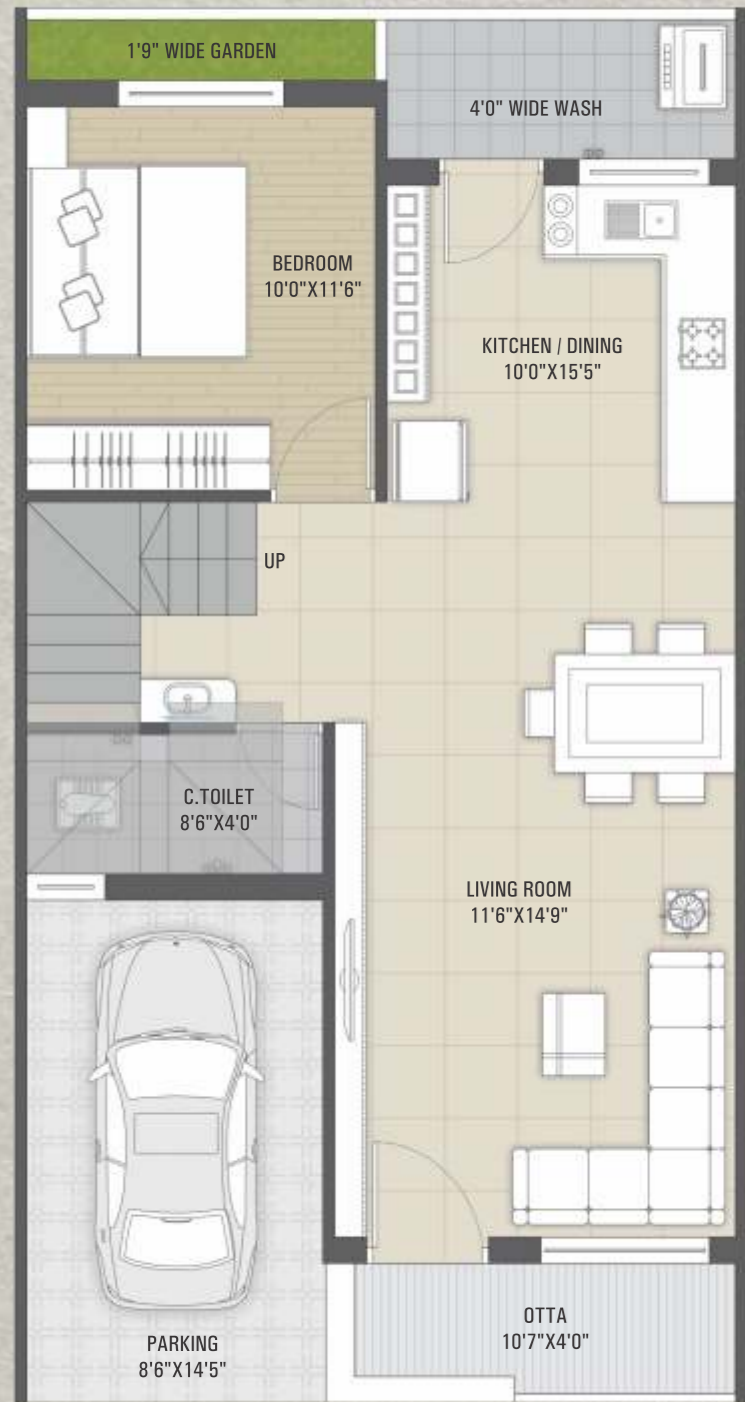 1'9" WIDE GARDEN
4'0" WIDE WASH
BEDROOM
10'0"X11'6"
KITCHEN / DINING
10'0"X15'5"
UP
C.TOILET
8'6"X4'0"
LIVING ROOM
11'6"X14'9"
OTTA
10'7"X4'0"
PARKING
8'6"X14'5"